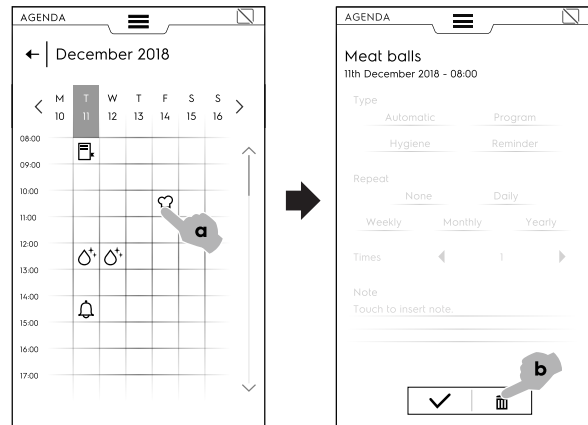 AGENDA
December 2018
M T W T F S S
10 11 12 13 14 15 16
08:00
09:00
10:00
11:00
12:00
13:00
14:00
15:00
16:00
17:00
a
AGENDA
Meat balls
11th December 2018 - 08:00
Type
Automatic Program
Hygiene Reminder
Repeat
None Daily
Weekly Monthly Yearly
Times 1
Note
Touch to insert note.
b